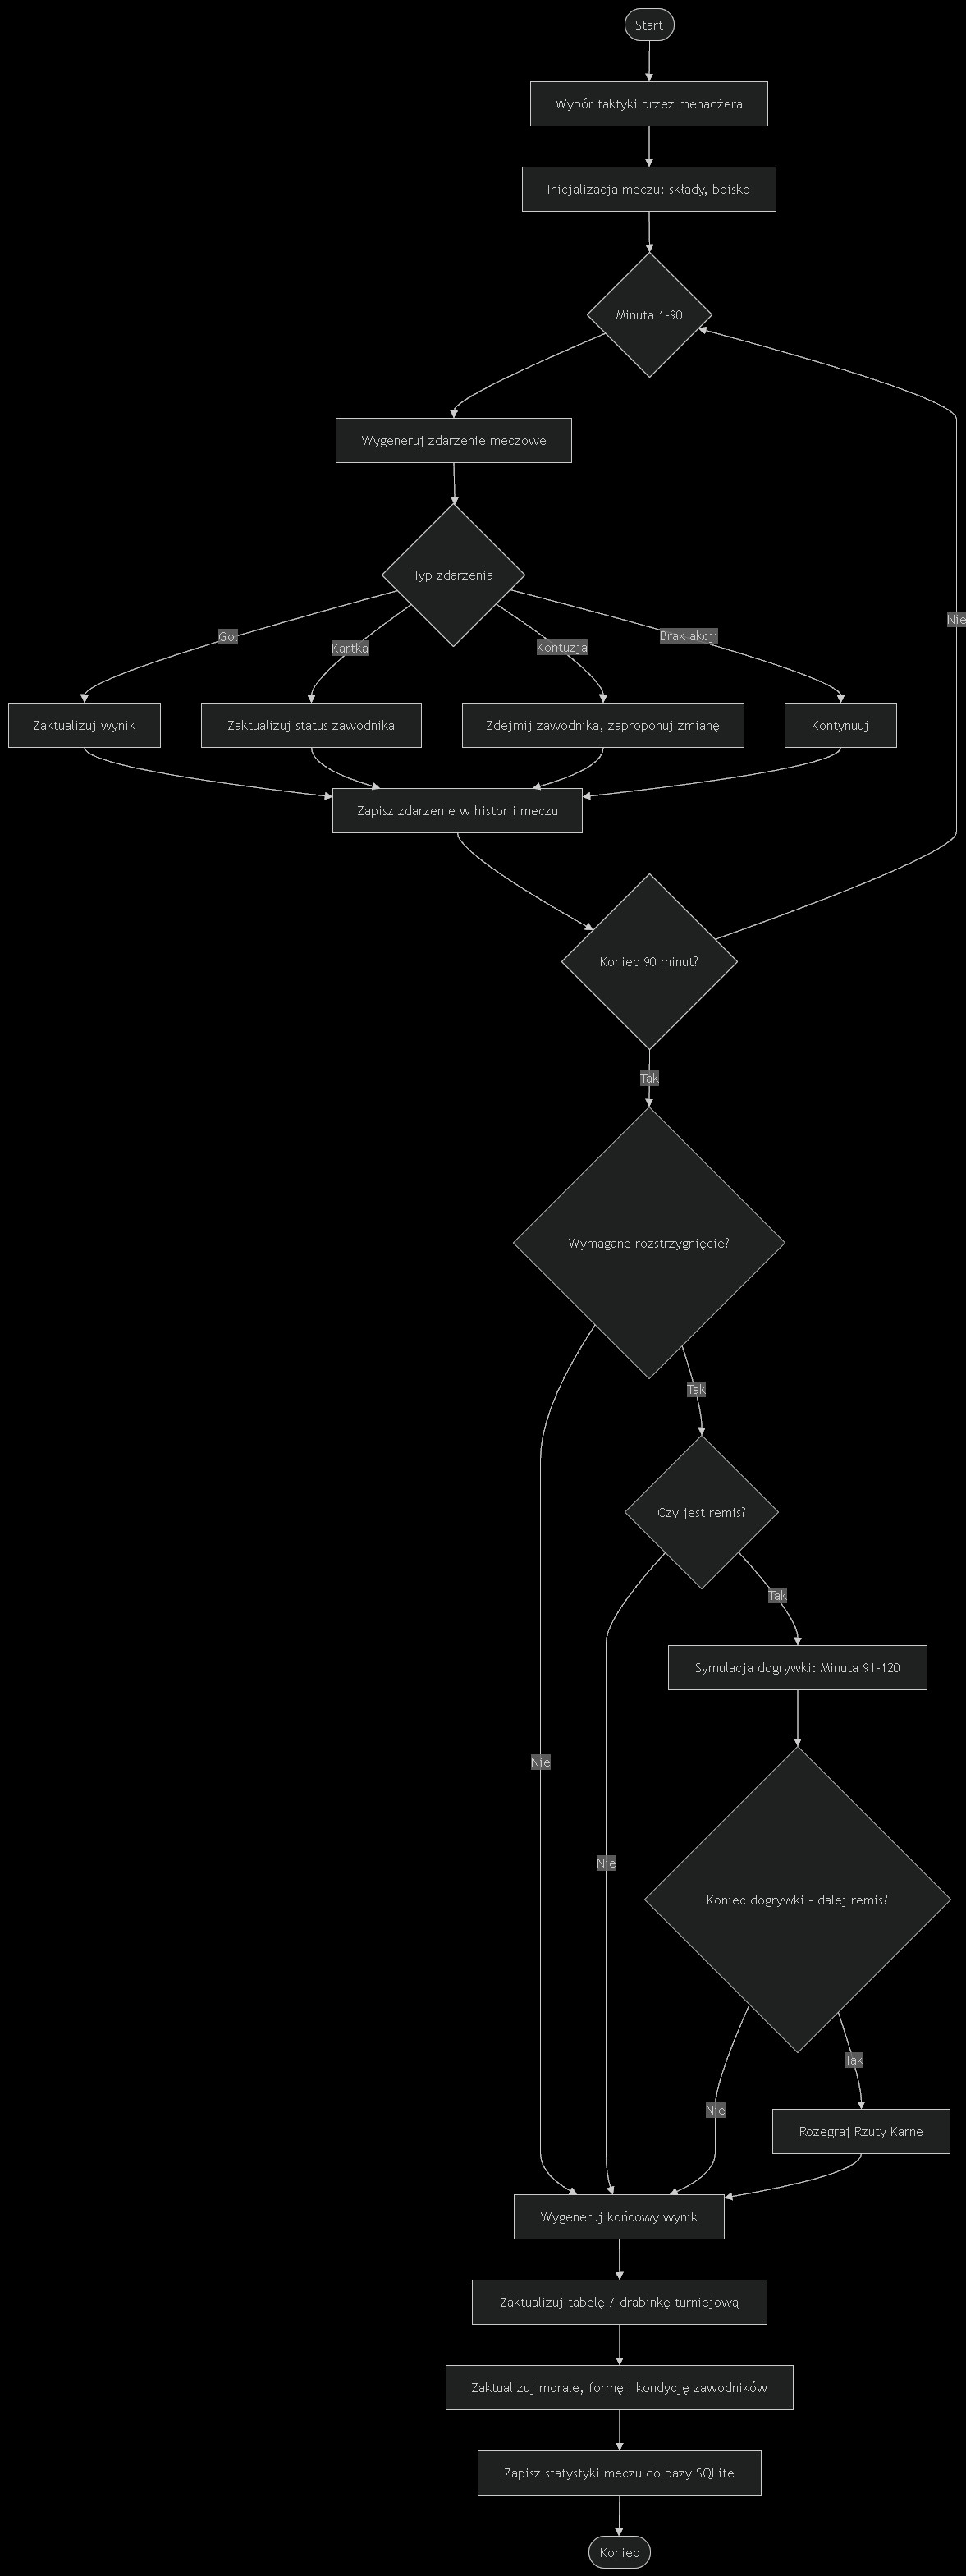 Start
Wybór taktyki przez menadżera
Inicjalizacja meczu: składy, boisko
Minuta 1-90
Wygeneruj zdarzenie meczowe
Typ zdarzenia
Nie
Gol
Kartka
Kontuzja
Brak akcji
Zaktualizuj wynik
Zaktualizuj status zawodnika
Zdejmij zawodnika, zaproponuj zmianę
Kontynuuj
Zapisz zdarzenie w historii meczu
Koniec 90 minut?
Tak
Wymagane rozstrzygnięcie?
Tak
Czy jest remis?
Tak
Symulacja dogrywki: Minuta 91-120
Nie
Nie
Koniec dogrywki - dalej remis?
Tak
Nie
Rozegraj Rzuty Karne
Wygeneruj końcowy wynik
Zaktualizuj tabelę / drabinkę turniejową
Zaktualizuj morale, formę i kondycję zawodników
Zapisz statystyki meczu do bazy SQLite
Koniec